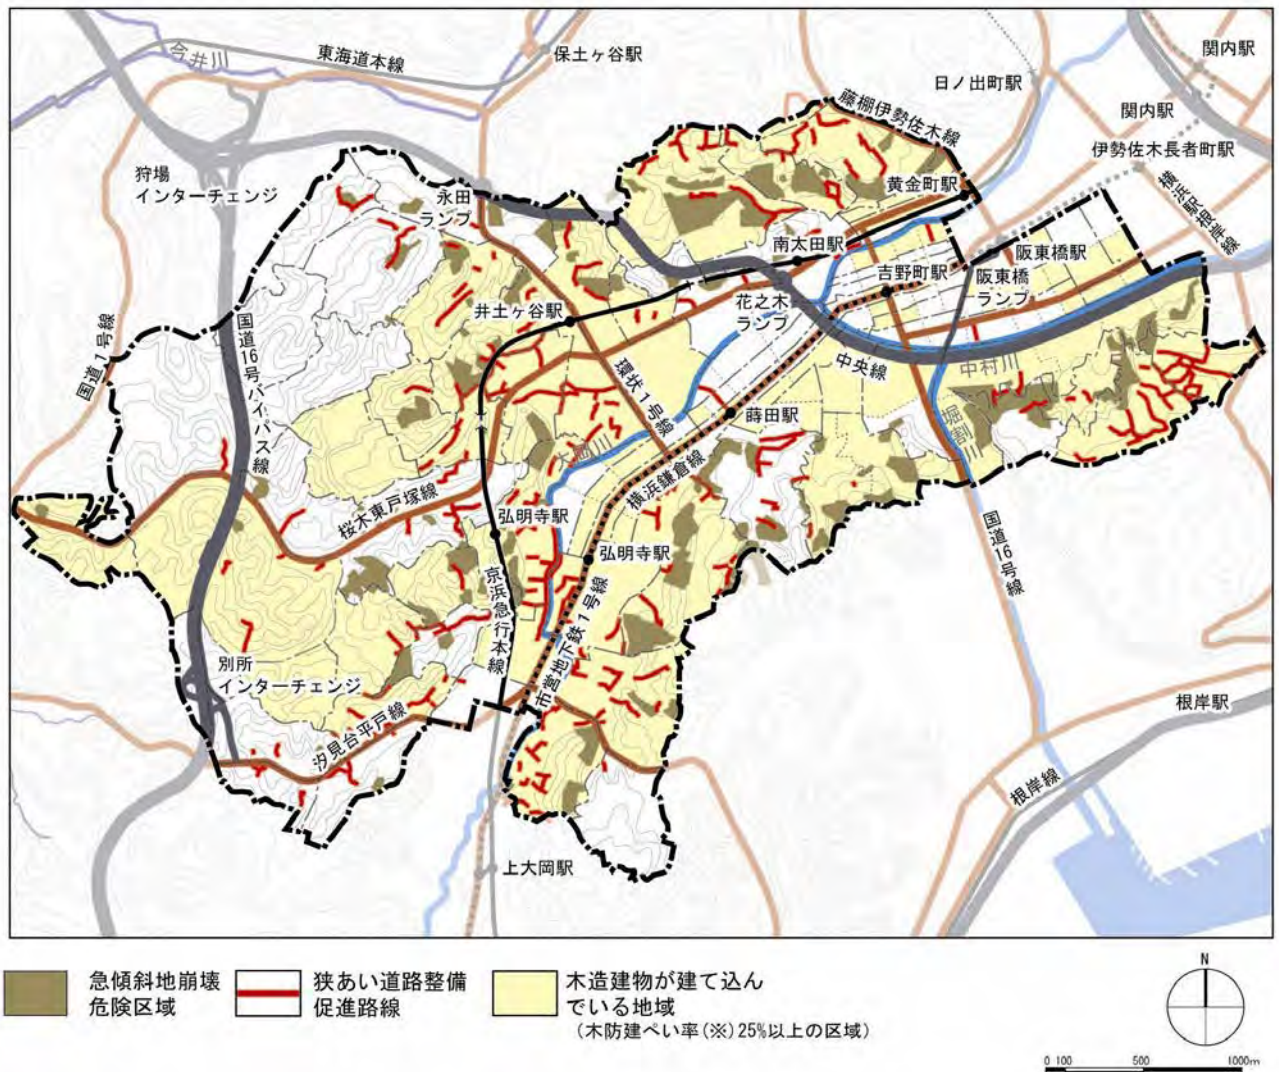 関内駅
東海道本線
保土ヶ谷駅
今井川
日ノ出町駅
藤棚伊勢佐木線
関内駅
伊勢佐木長者町駅
狩場
インターチェンジ
永田
ランプ
黄金町駅
横浜駅根岸線
南太田駅
阪東橋駅
吉野町駅
阪東橋
ランプ
井土ヶ谷駅
花之木
ランプ
国道1号線
国道16号バイパス線
環状1号線
中央線
中村川
蒔田駅
堀割川
大岡川
横浜鎌倉線
桜木東戸塚線
弘明寺駅
弘明寺駅
国道16号線
京浜急行本線
市営地下鉄1号線
別所
インターチェンジ
汐見台平戸線
根岸駅
根岸線
上大岡駅
急傾斜地崩壊
危険区域
狭あい道路整備
促進路線
木造建物が建て込ん
でいる地域
(木防建ぺい率(※)25%以上の区域)
N
0 100 500 1000m